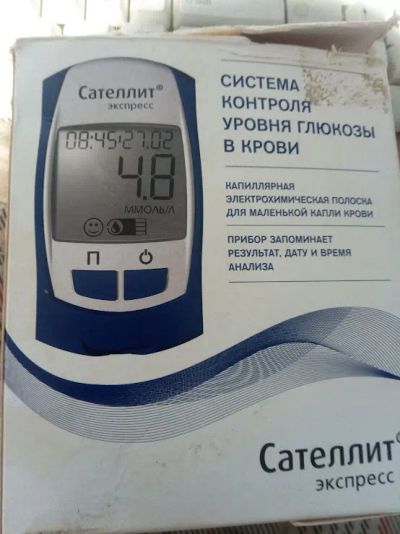 Сателлит®
экспресс
08:45 27.02
4.8
ММОЛЬ/Л
П
СИСТЕМА
КОНТРОЛЯ
УРОВНЯ ГЛЮКОЗЫ
В КРОВИ
КАПИЛЛЯРНАЯ
ЭЛЕКТРОХИМИЧЕСКАЯ ПОЛОСКА
ДЛЯ МАЛЕНЬКОЙ КАПЛИ КРОВИ
ПРИБОР ЗАПОМИНАЕТ
РЕЗУЛЬТАТ, ДАТУ И ВРЕМЯ
АНАЛИЗА
Сателлит®
экспресс